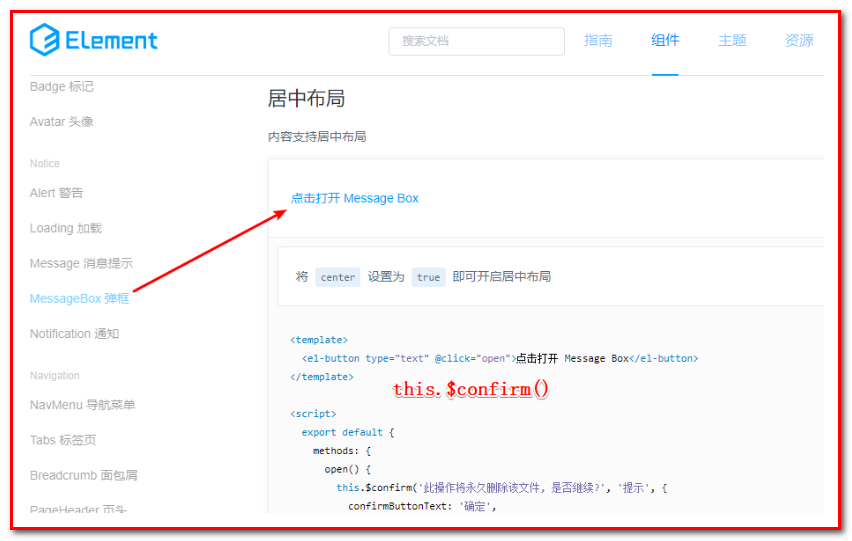 Element
搜索文档
指南
组件
主题
资源
Badge 标记
Avatar 头像
Notice
Alert 警告
Loading 加载
Message 消息提示
MessageBox 弹框
Notification 通知
Navigation
NavMenu 导航菜单
Tabs 标签页
Breadcrumb 面包屑
PageHeader 页头
居中布局
内容支持居中布局
点击打开 Message Box
将 center 设置为 true 即可开启居中布局
<template>
<el-button type="text" @click="open">点击打开 Message Box</el-button>
</template>
this.$confirm()
<script>
export default {
methods: {
open() {
this.$confirm('此操作将永久删除该文件, 是否继续?', '提示', {
confirmButtonText: '确定',